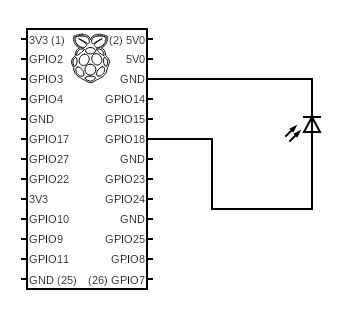 3V3 (1) (2) 5V0
GPIO2 5V0
GPIO3 GND
GPIO4 GPIO14
GND GPIO15
GPIO17 GPIO18
GPIO27 GND
GPIO22 GPIO23
3V3 GPIO24
GPIO10 GND
GPIO9 GPIO25
GPIO11 GPIO8
GND (25) (26) GPIO7